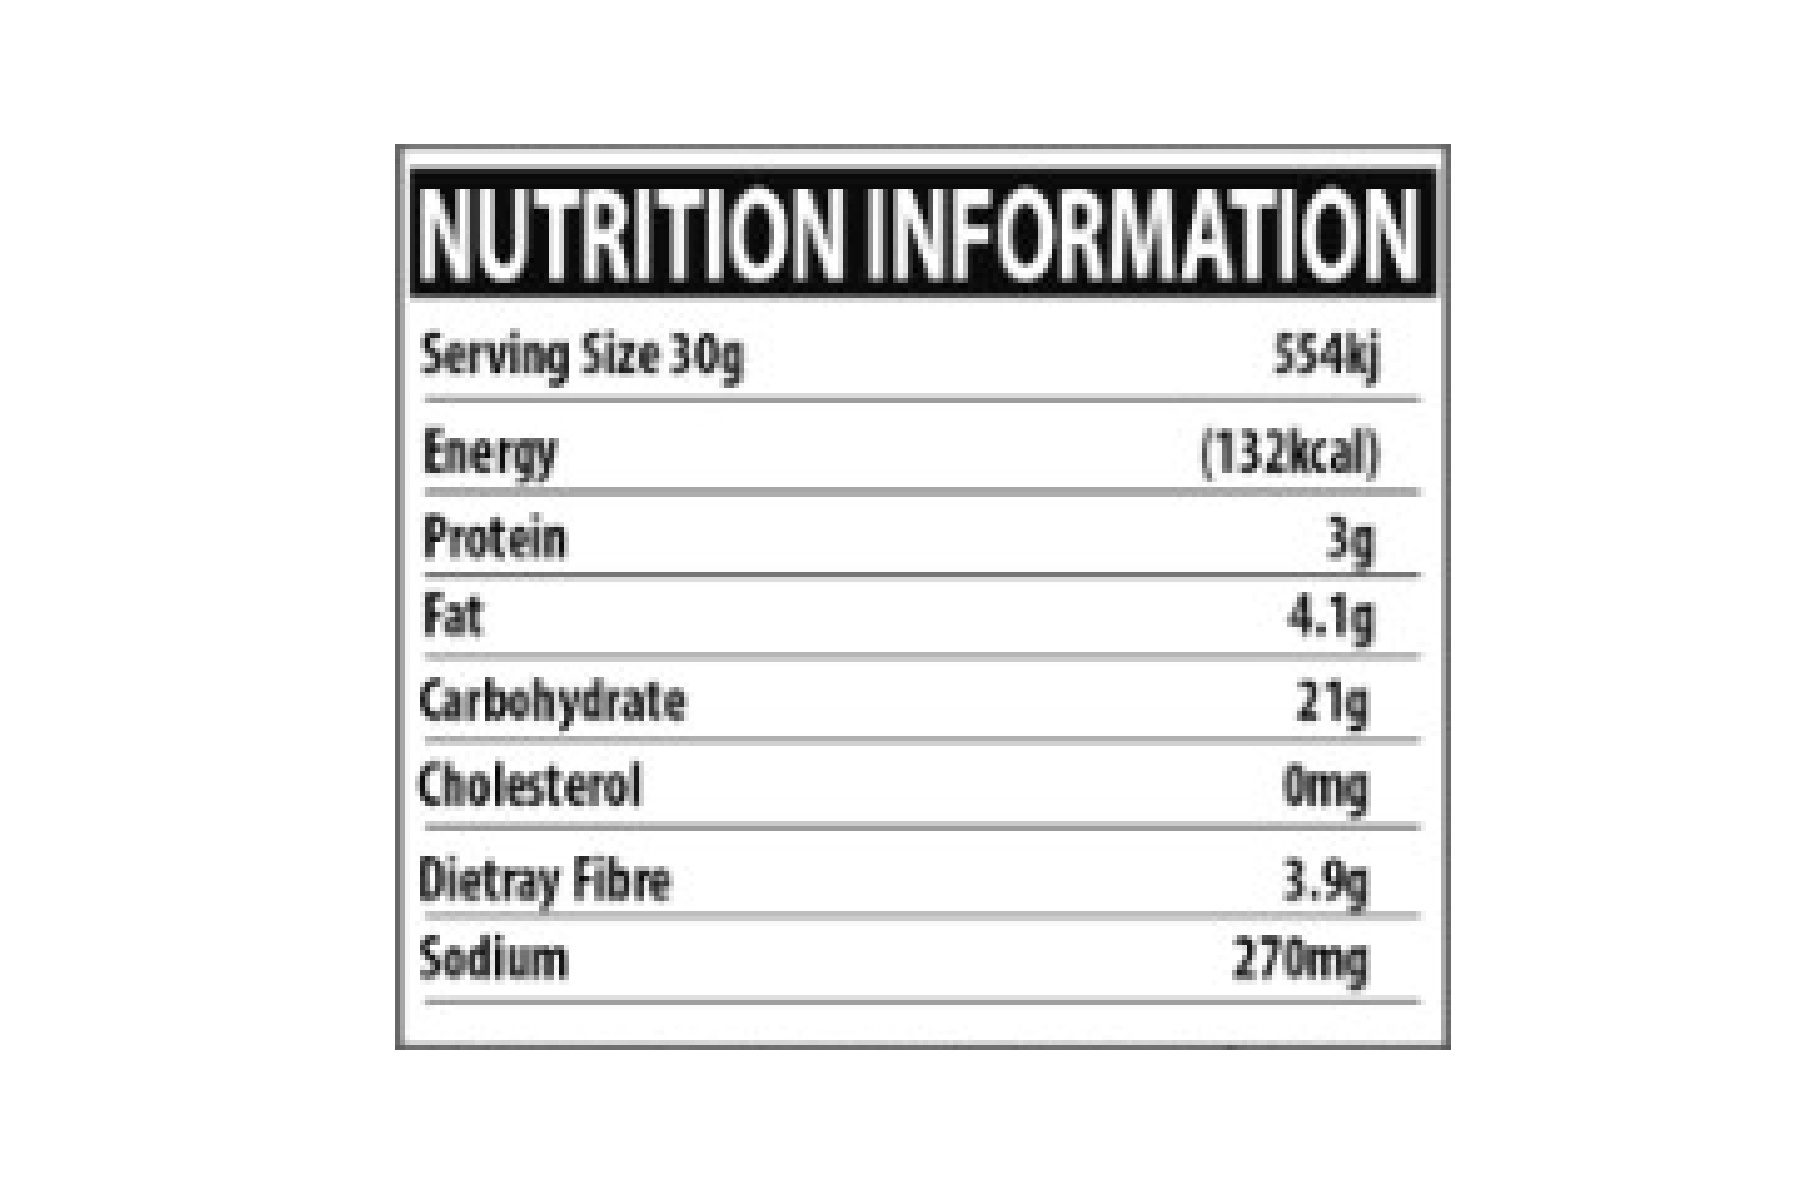 NUTRITION INFORMATION
Serving Size 30g 554kj
Energy (132kcal)
Protein 3g
Fat 4.1g
Carbohydrate 21g
Cholesterol 0mg
Dietray Fibre 3.9g
Sodium 270mg